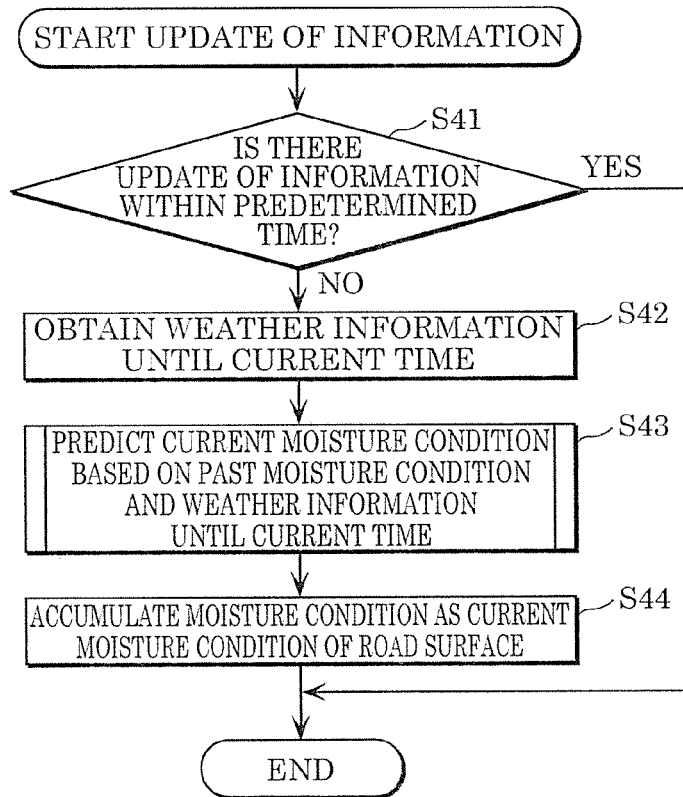 START UPDATE OF INFORMATION
S41
IS THERE
UPDATE OF INFORMATION
WITHIN PREDETERMINED
TIME?
YES
NO
S42
OBTAIN WEATHER INFORMATION
UNTIL CURRENT TIME
S43
PREDICT CURRENT MOISTURE CONDITION
BASED ON PAST MOISTURE CONDITION
AND WEATHER INFORMATION
UNTIL CURRENT TIME
S44
ACCUMULATE MOISTURE CONDITION AS CURRENT
MOISTURE CONDITION OF ROAD SURFACE
END